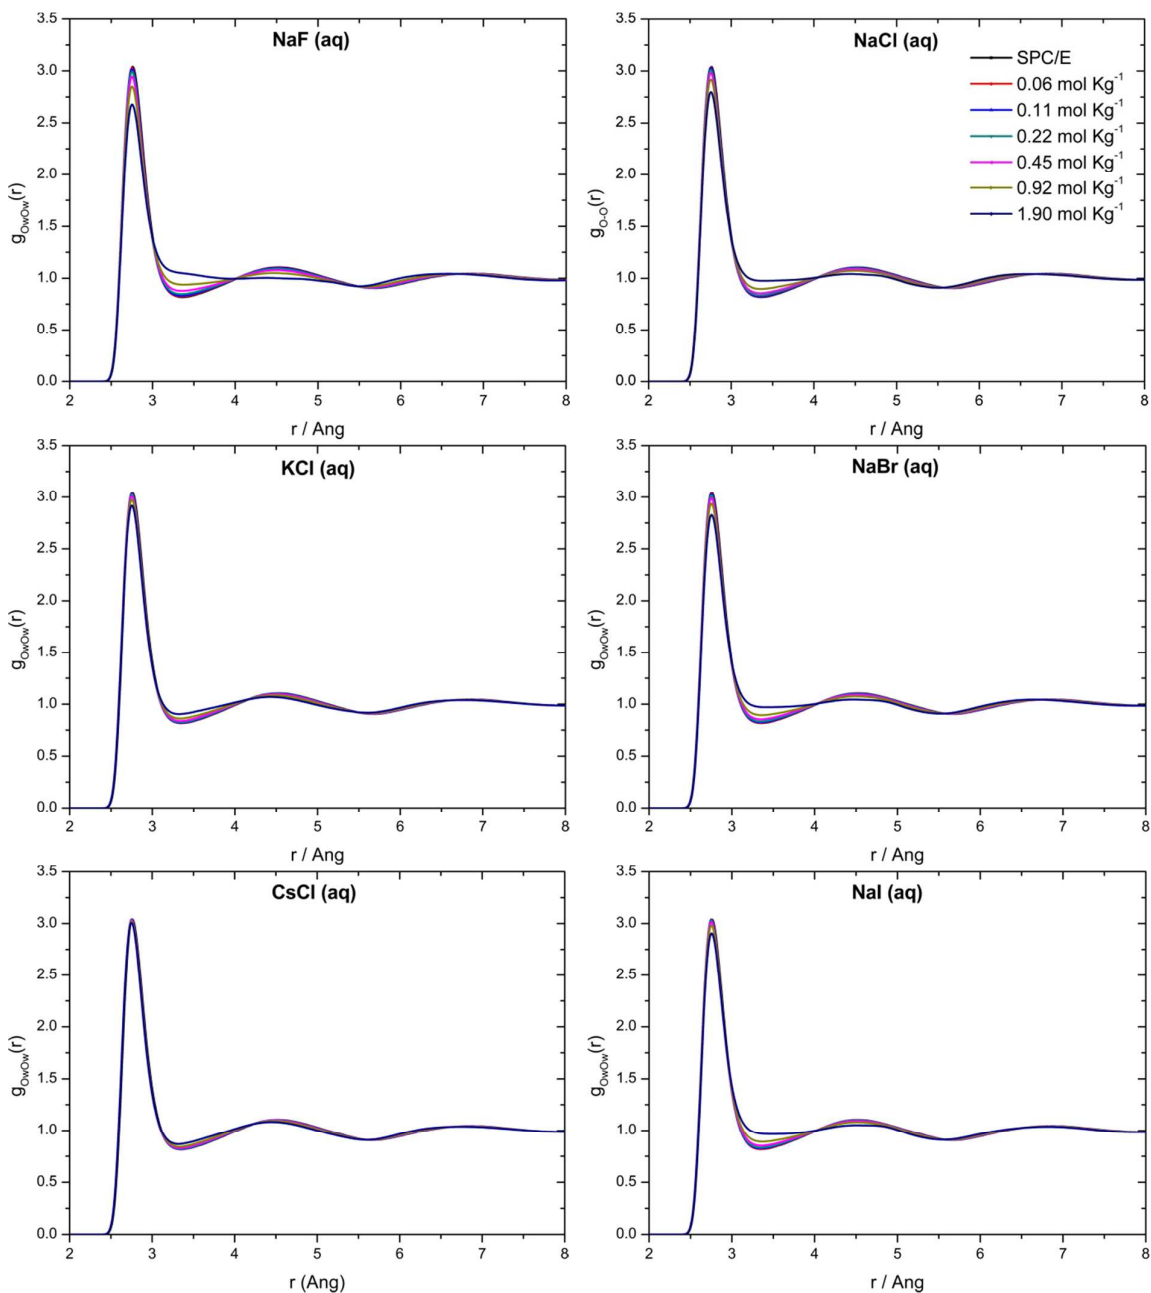 NaF (aq)
3.5
3.0
2.5
2.0
1.5
1.0
0.5
0.0
g_OwOw(r)
2 3 4 5 6 7 8
r / Ang
NaCl (aq)
SPC/E
0.06 mol Kg⁻¹
0.11 mol Kg⁻¹
0.22 mol Kg⁻¹
0.45 mol Kg⁻¹
0.92 mol Kg⁻¹
1.90 mol Kg⁻¹
3.5
3.0
2.5
2.0
1.5
1.0
0.5
0.0
g_O-O(r)
2 3 4 5 6 7 8
r / Ang
KCl (aq)
3.5
3.0
2.5
2.0
1.5
1.0
0.5
0.0
g_OwOw(r)
2 3 4 5 6 7 8
r / Ang
NaBr (aq)
3.5
3.0
2.5
2.0
1.5
1.0
0.5
0.0
g_OwOw(r)
2 3 4 5 6 7 8
r / Ang
CsCl (aq)
3.5
3.0
2.5
2.0
1.5
1.0
0.5
0.0
g_OwOw(r)
2 3 4 5 6 7 8
r (Ang)
NaI (aq)
3.5
3.0
2.5
2.0
1.5
1.0
0.5
0.0
g_OwOw(r)
2 3 4 5 6 7 8
r / Ang